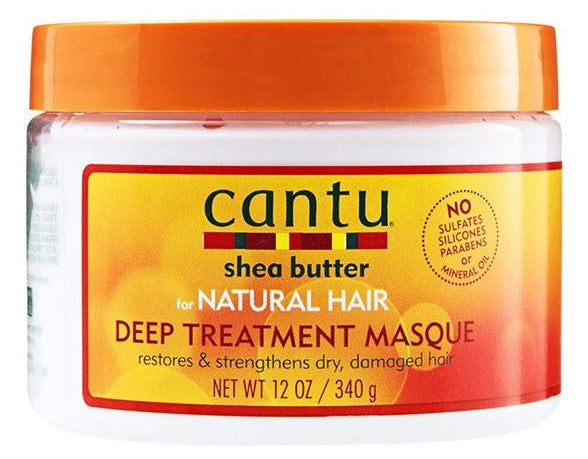 cantu®
shea butter
for NATURAL HAIR
DEEP TREATMENT MASQUE
restores & strengthens dry, damaged hair
NET WT 12 OZ / 340 g
NO
SULFATES
SILICONES
PARABENS
or
MINERAL OIL